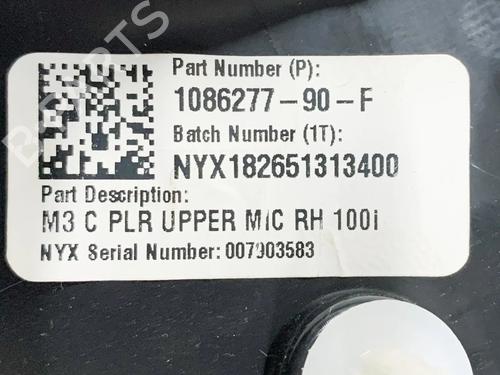 Part Number (P):
1086277-90-F
Batch Number (1T):
NYX182651313400
Part Description:
M3 C PLR UPPER MIC RH 100i
NYX Serial Number: 007903583